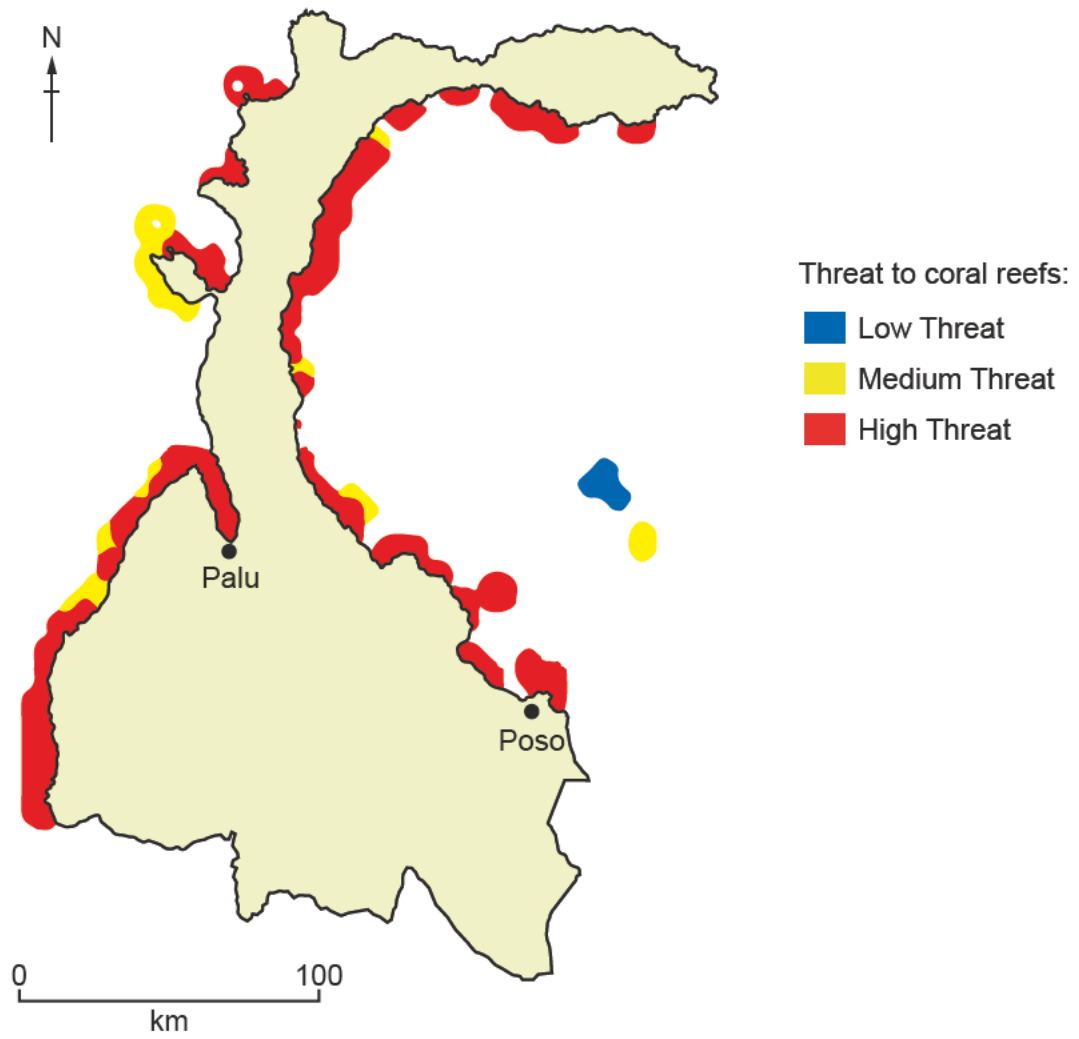 N
Threat to coral reefs:
Low Threat
Medium Threat
High Threat
Palu
Poso
0 100
km